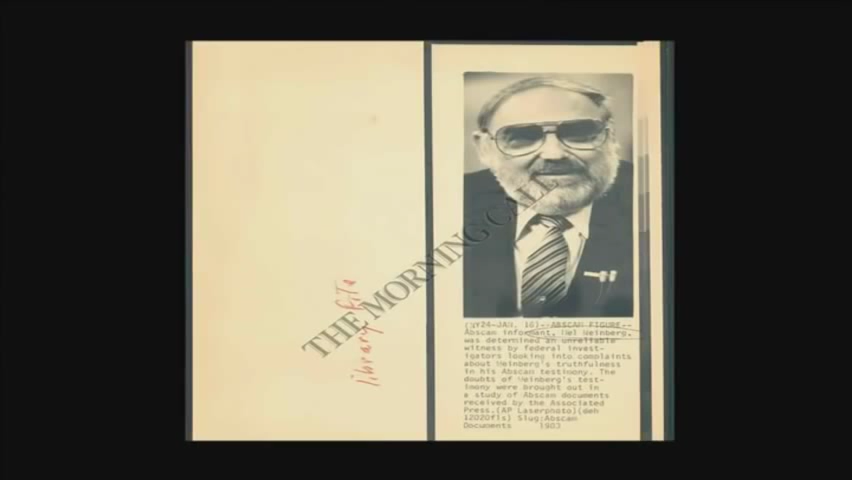 THE MORNING CALL
library
(NY24-JAN. 10)--ABSCAM FIGURE--
Abscam informant, Mel Weinberg,
was determined an unreliable
witness by federal invest-
igators looking into complaints
about Weinberg's truthfulness
in his Abscam testimony. The
doubts of Weinberg's test-
imony were brought out in
a study of Abscam documents
received by the Associated
Press.(AP Laserphoto)(deh
12020fls) Slug:Abscam
Documents 1983